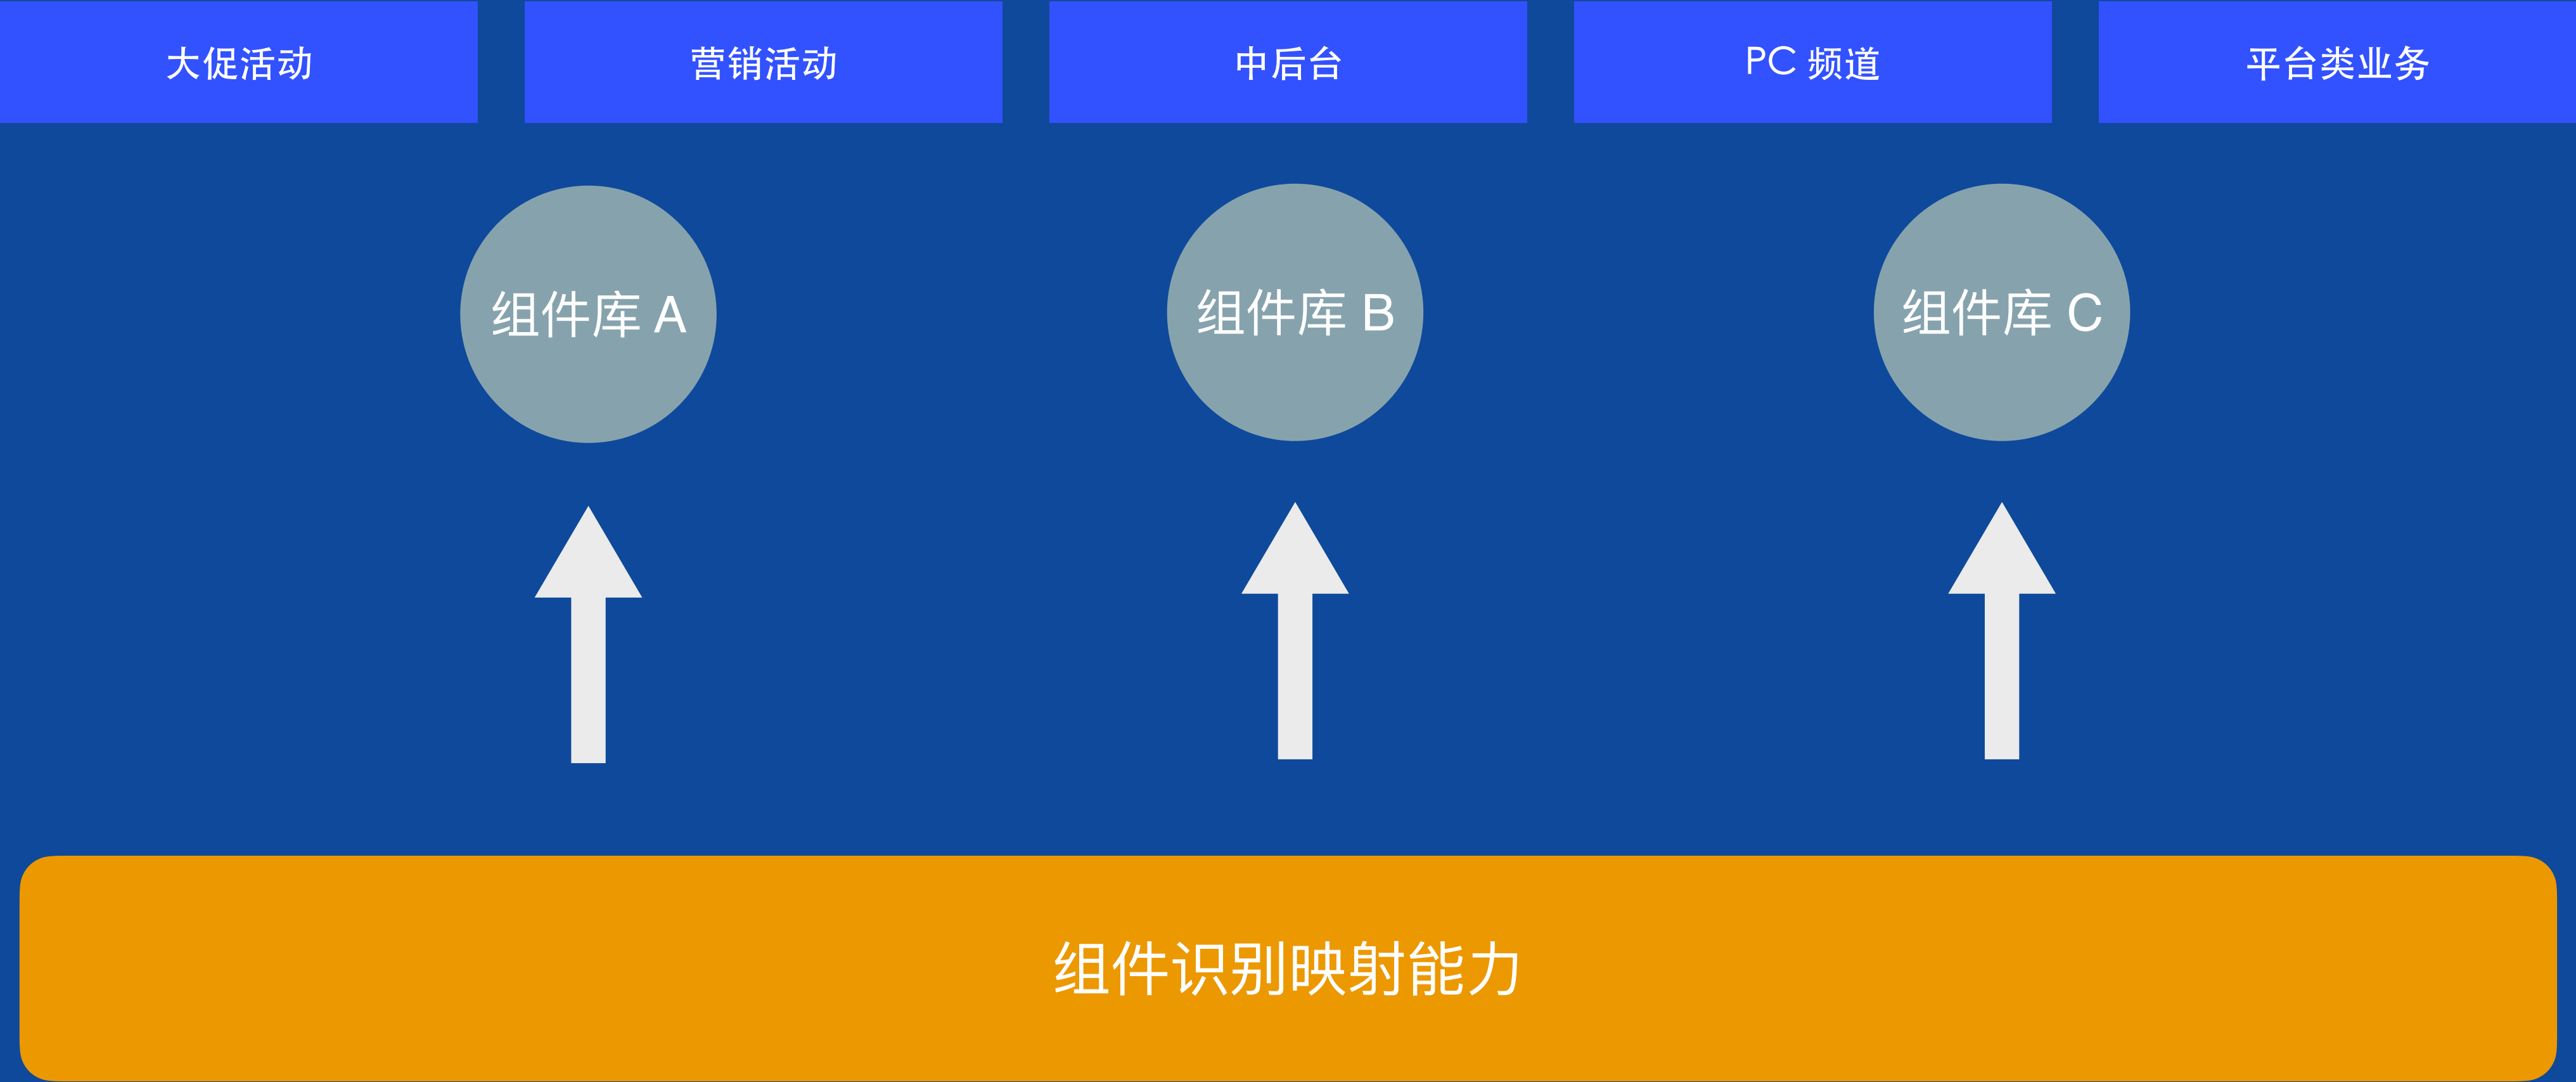 大促活动
营销活动
中后台
PC 频道
平台类业务
组件库 A
组件库 B
组件库 C
组件识别映射能力